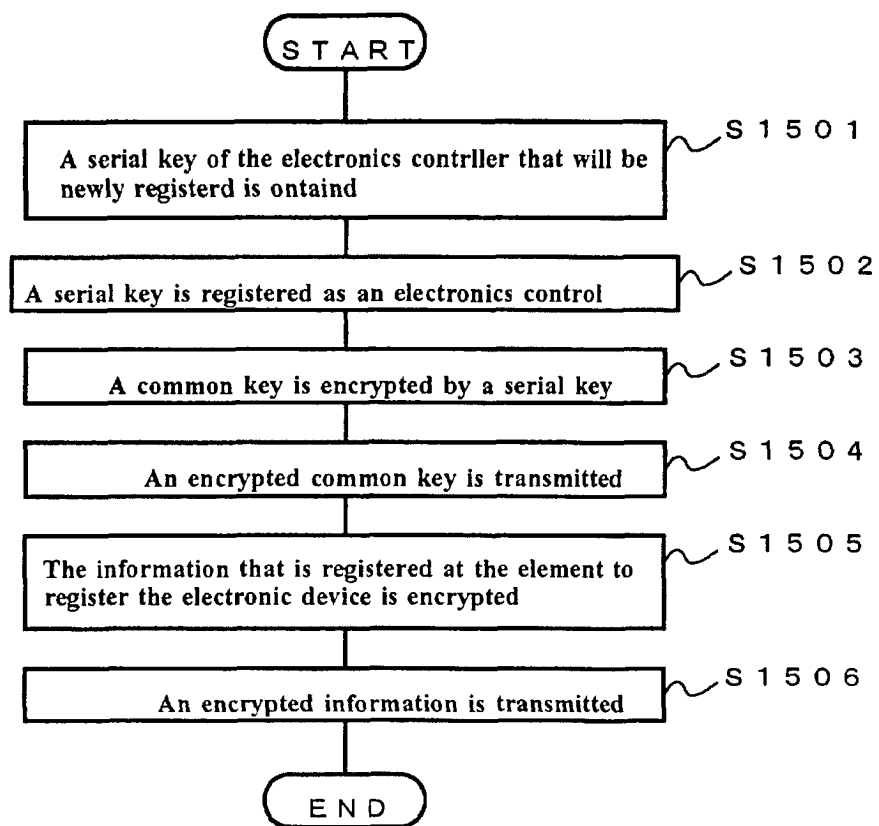 START
S1501
A serial key of the electronics contrller that will be
newly registerd is ontaind
S1502
A serial key is registered as an electronics control
S1503
A common key is encrypted by a serial key
S1504
An encrypted common key is transmitted
S1505
The information that is registered at the element to
register the electronic device is encrypted
S1506
An encrypted information is transmitted
END